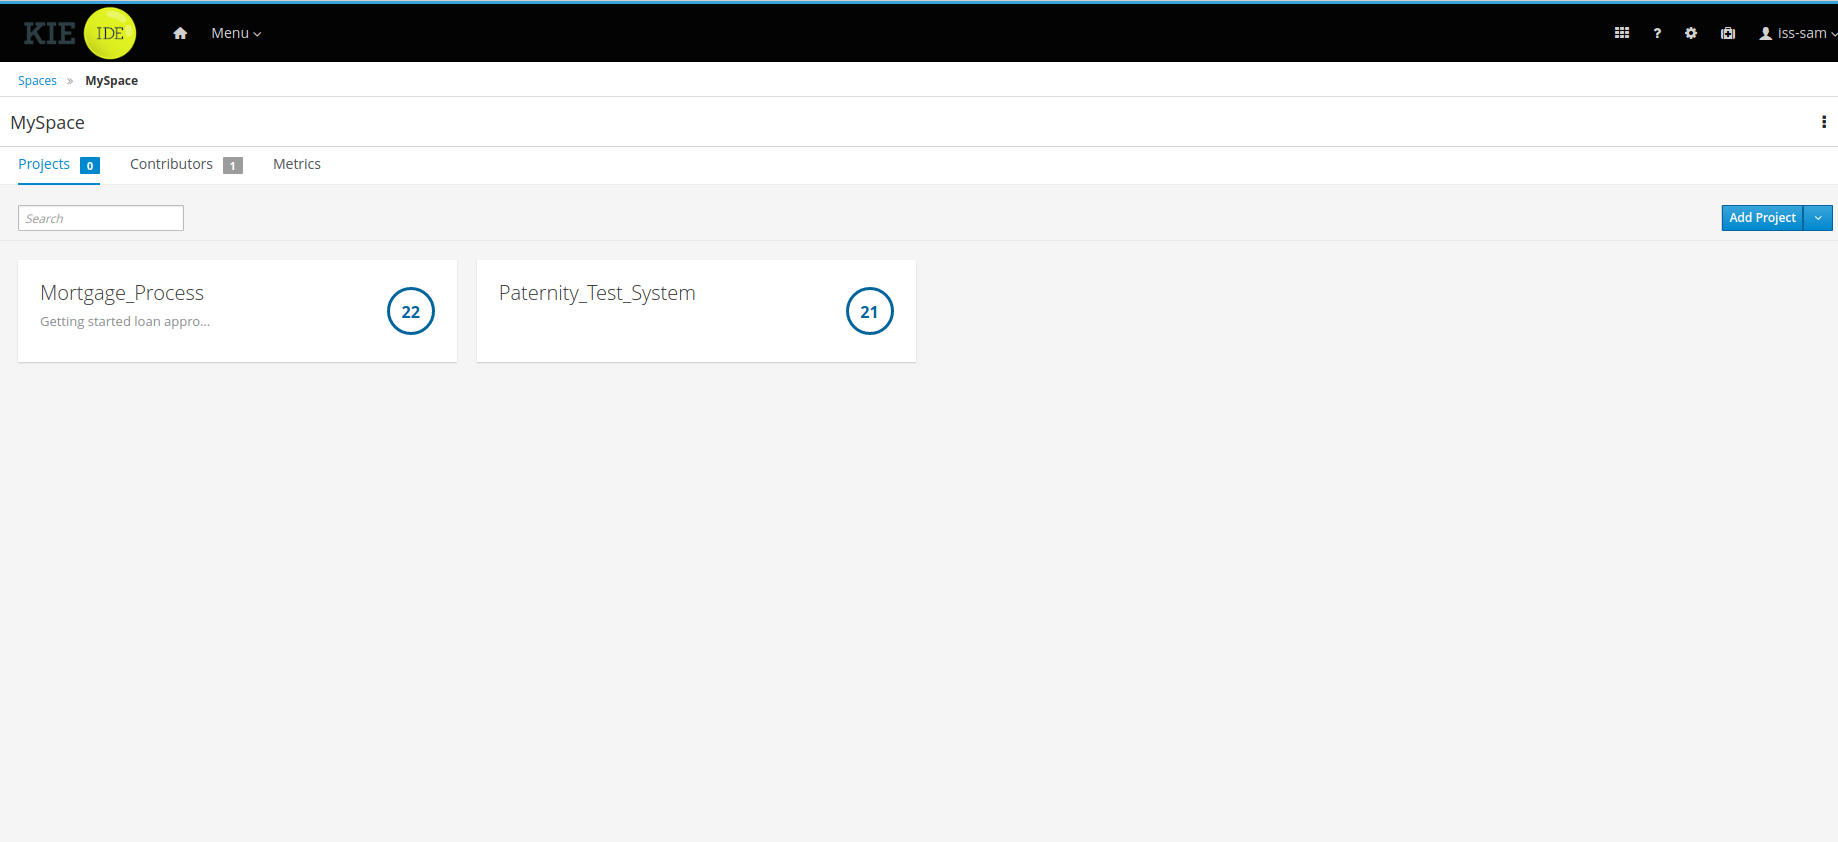 KIE IDE Menu ? iss-sam
Spaces » MySpace
MySpace
Projects 0 Contributors 1 Metrics
Search Add Project
Mortgage_Process 22 Paternity_Test_System 21
Getting started loan appro...